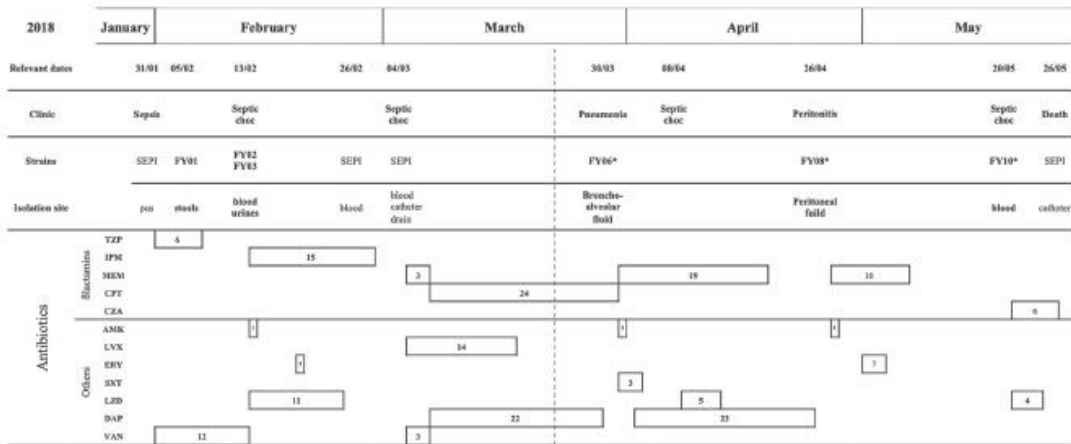 2018 January February March April May
Relevant dates 31/01 05/02 13/02 26/02 04/03 30/03 08/04 26/04 20/05 26/05
Clinic Sepsis Septic choc Septic choc Pneumonia Septic choc Peritonitis Septic choc Death
Strains SEPI FY01 FY02 FY03 SEPI SEPI FY06* FY08* FY10* SEPI
Isolation site pus stools blood urines blood blood catheter drain Broncho-alveolar fluid Peritoneal fuild blood catheter
Antibiotics
Βlactamins
TZP 6
IPM 15
MEM 3 19 10
CPT 24
CZA 6
Others
AMK 1 1 1
LVX 14
ERY 1 3
SXT 3
LZD 11 5 4
DAP 22 23
VAN 12 3